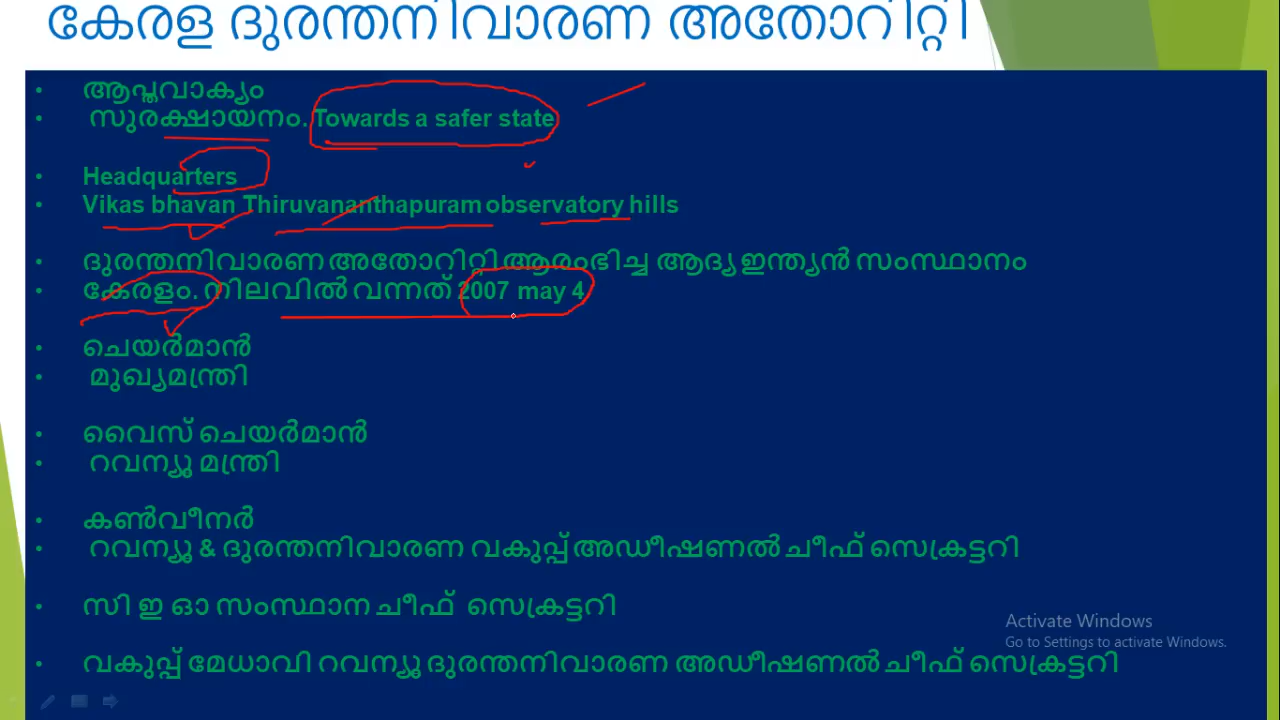 കേരള ദുരന്തനിവാരണ അതോറിറ്റി
• ആപ്തവാക്യം
• സുരക്ഷായനം. Towards a safer state
• Headquarters
• Vikas bhavan Thiruvananthapuram observatory hills
• ദുരന്തനിവാരണ അതോറിറ്റി ആരംഭിച്ച ആദ്യ ഇന്ത്യൻ സംസ്ഥാനം
• കേരളം. നിലവിൽ വന്നത് 2007 may 4
• ചെയർമാൻ
• മുഖ്യമന്ത്രി
• വൈസ് ചെയർമാൻ
• റവന്യൂ മന്ത്രി
• കൺവീനർ
• റവന്യൂ & ദുരന്തനിവാരണ വകുപ്പ് അഡീഷണൽ ചീഫ് സെക്രട്ടറി
• സി ഇ ഓ സംസ്ഥാന ചീഫ് സെക്രട്ടറി
• വകുപ്പ് മേധാവി റവന്യൂ ദുരന്തനിവാരണ അഡീഷണൽ ചീഫ് സെക്രട്ടറി
Activate Windows
Go to Settings to activate Windows.